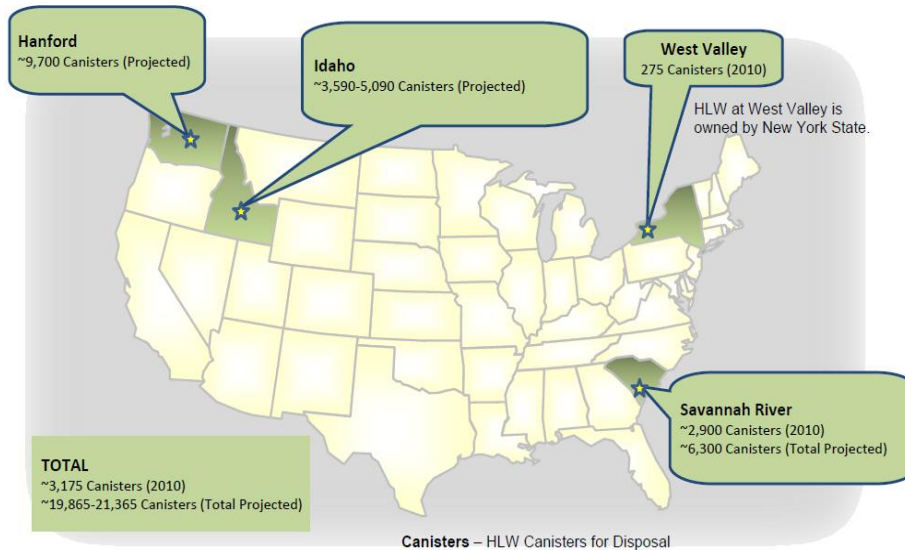 Hanford
~9,700 Canisters (Projected)
Idaho
~3,590-5,090 Canisters (Projected)
West Valley
275 Canisters (2010)
HLW at West Valley is
owned by New York State.
Savannah River
~2,900 Canisters (2010)
~6,300 Canisters (Total Projected)
TOTAL
~3,175 Canisters (2010)
~19,865-21,365 Canisters (Total Projected)
Canisters – HLW Canisters for Disposal